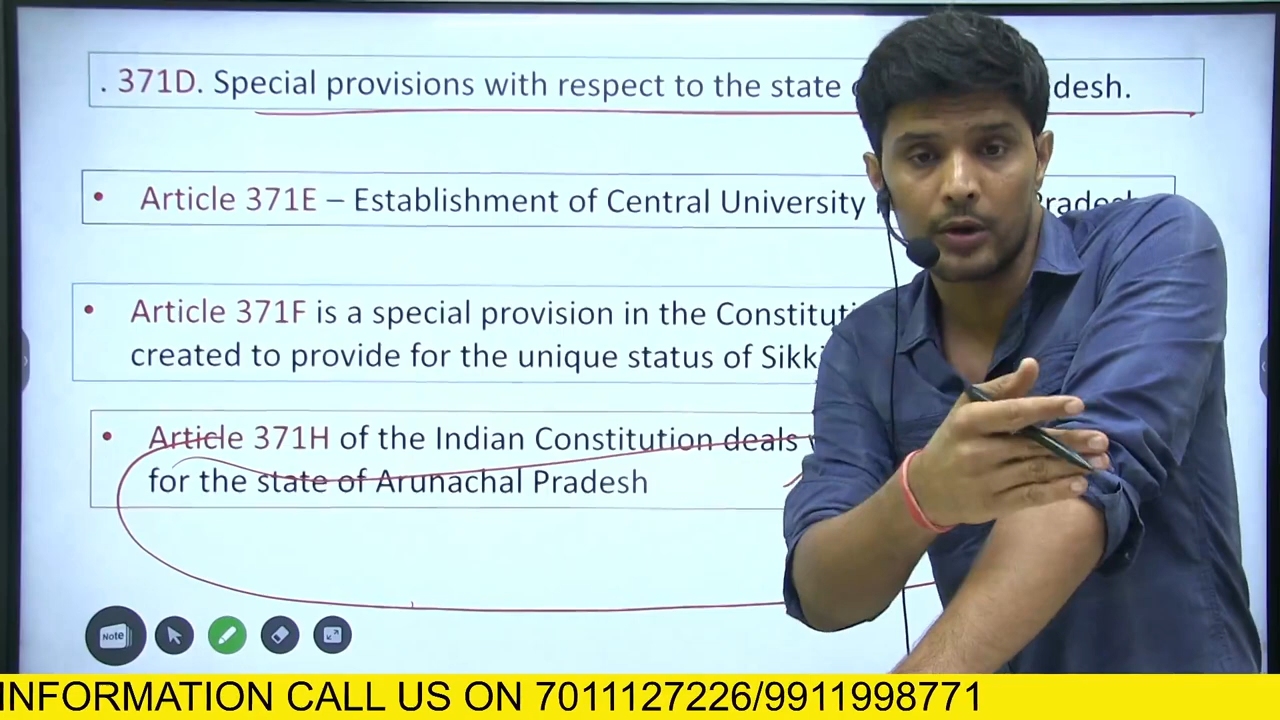 . 371D. Special provisions with respect to the state desh.
• Article 371E – Establishment of Central University Pradesh
• Article 371F is a special provision in the Constitut
created to provide for the unique status of Sikk
• Article 371H of the Indian Constitution deals
for the state of Arunachal Pradesh
Note
INFORMATION CALL US ON 7011127226/9911998771